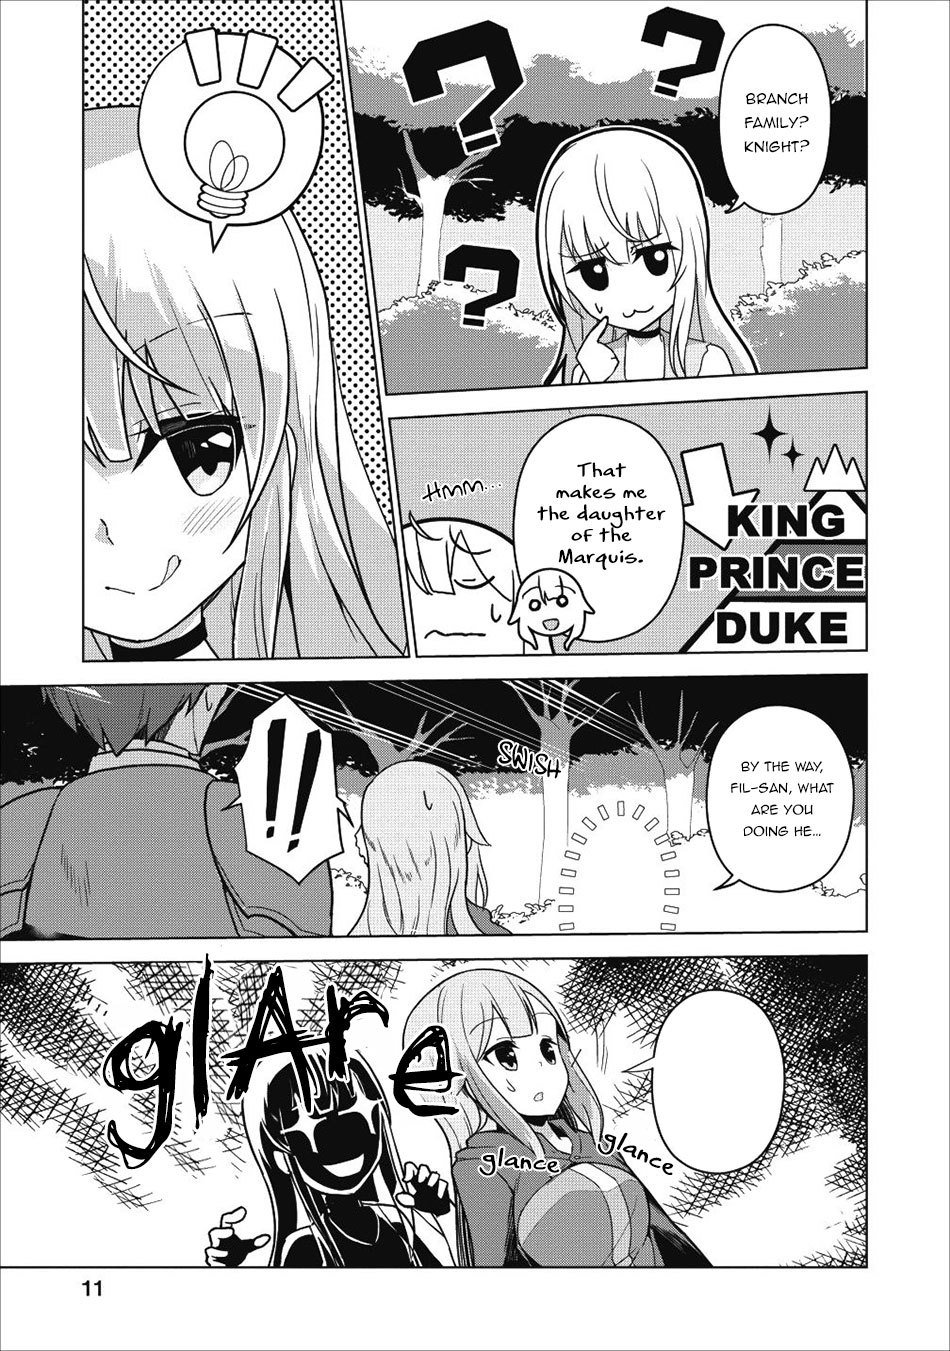 BRANCH
FAMILY?
KNIGHT?
?
?
?
KING
PRINCE
DUKE
That
makes me
the daughter
of the
Marquis.
HMM...
BY THE WAY,
FIL-SAN, WHAT
ARE YOU
DOING HE...
SWISH
!!
glance
glance
glAre
11